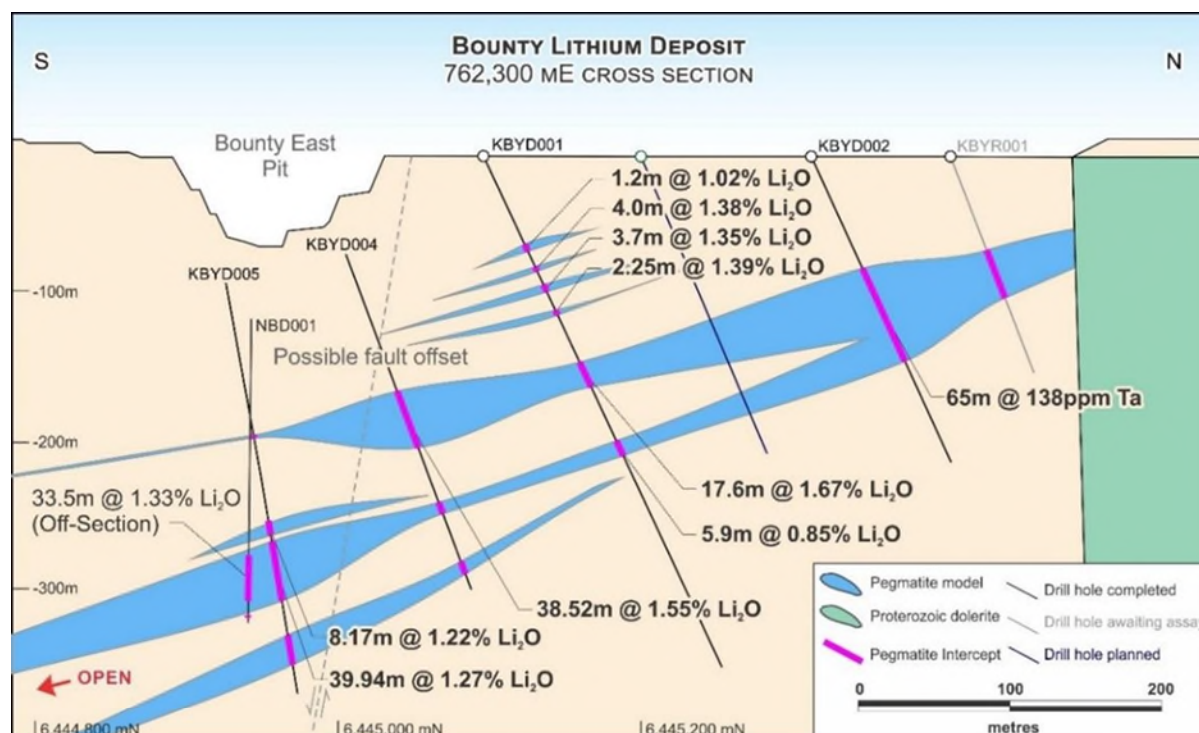 BOUNTY LITHIUM DEPOSIT
762,300 mE CROSS SECTION
S
N
Bounty East
Pit
KBYD001
KBYD002
KBYR001
1.2m @ 1.02% Li₂O
4.0m @ 1.38% Li₂O
3.7m @ 1.35% Li₂O
2.25m @ 1.39% Li₂O
KBYD004
KBYD005
-100m
NBD001
Possible fault offset
65m @ 138ppm Ta
-200m
33.5m @ 1.33% Li₂O
(Off-Section)
17.6m @ 1.67% Li₂O
5.9m @ 0.85% Li₂O
-300m
38.52m @ 1.55% Li₂O
8.17m @ 1.22% Li₂O
39.94m @ 1.27% Li₂O
OPEN
6,444,800 mN
6,445,000 mN
6,445,200 mN
Pegmatite model
Drill hole completed
Proterozoic dolerite
Drill hole awaiting assay
Pegmatite Intercept
Drill hole planned
0
100
200
metres